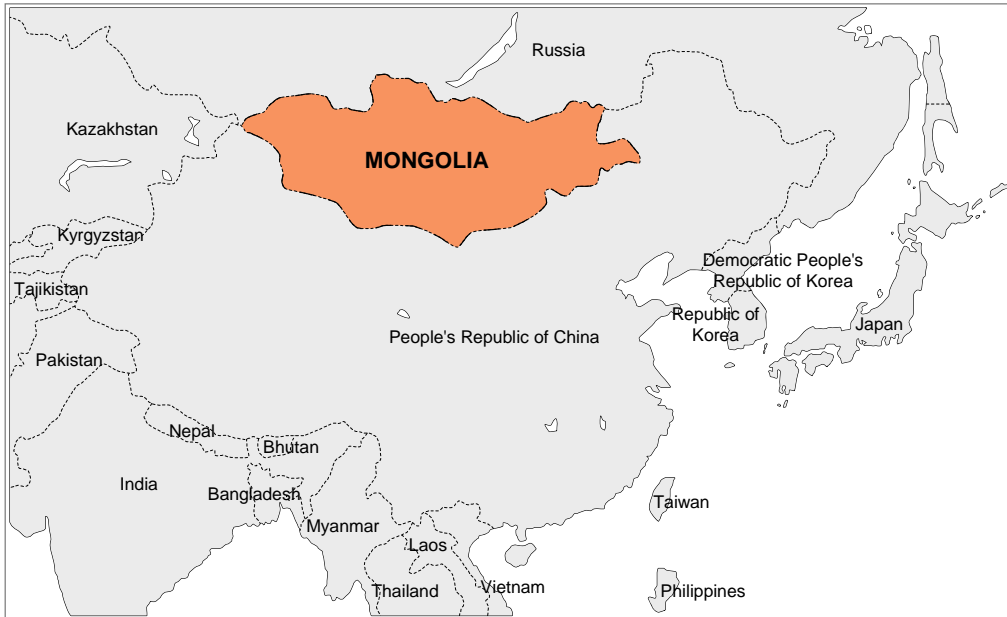 Russia
Kazakhstan
MONGOLIA
Kyrgyzstan
Democratic People's
Republic of Korea
Tajikistan
Republic of
Korea
Japan
People's Republic of China
Pakistan
Nepal
Bhutan
India
Bangladesh
Taiwan
Myanmar
Laos
Thailand
Vietnam
Philippines